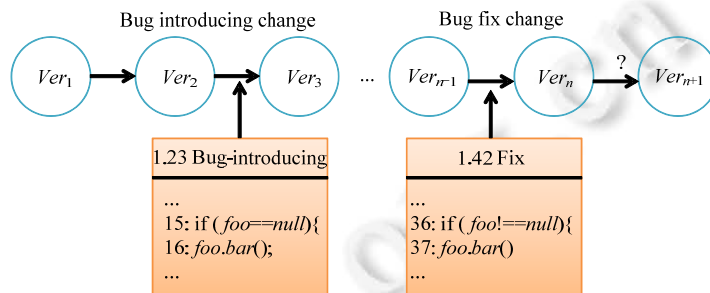 Bug introducing change
Bug fix change
Ver1
Ver2
Ver3
...
Vern-1
Vern
?
Vern+1
1.23 Bug-introducing
...
15: if (foo==null){
16: foo.bar();
...
1.42 Fix
...
36: if (foo!==null){
37: foo.bar()
...